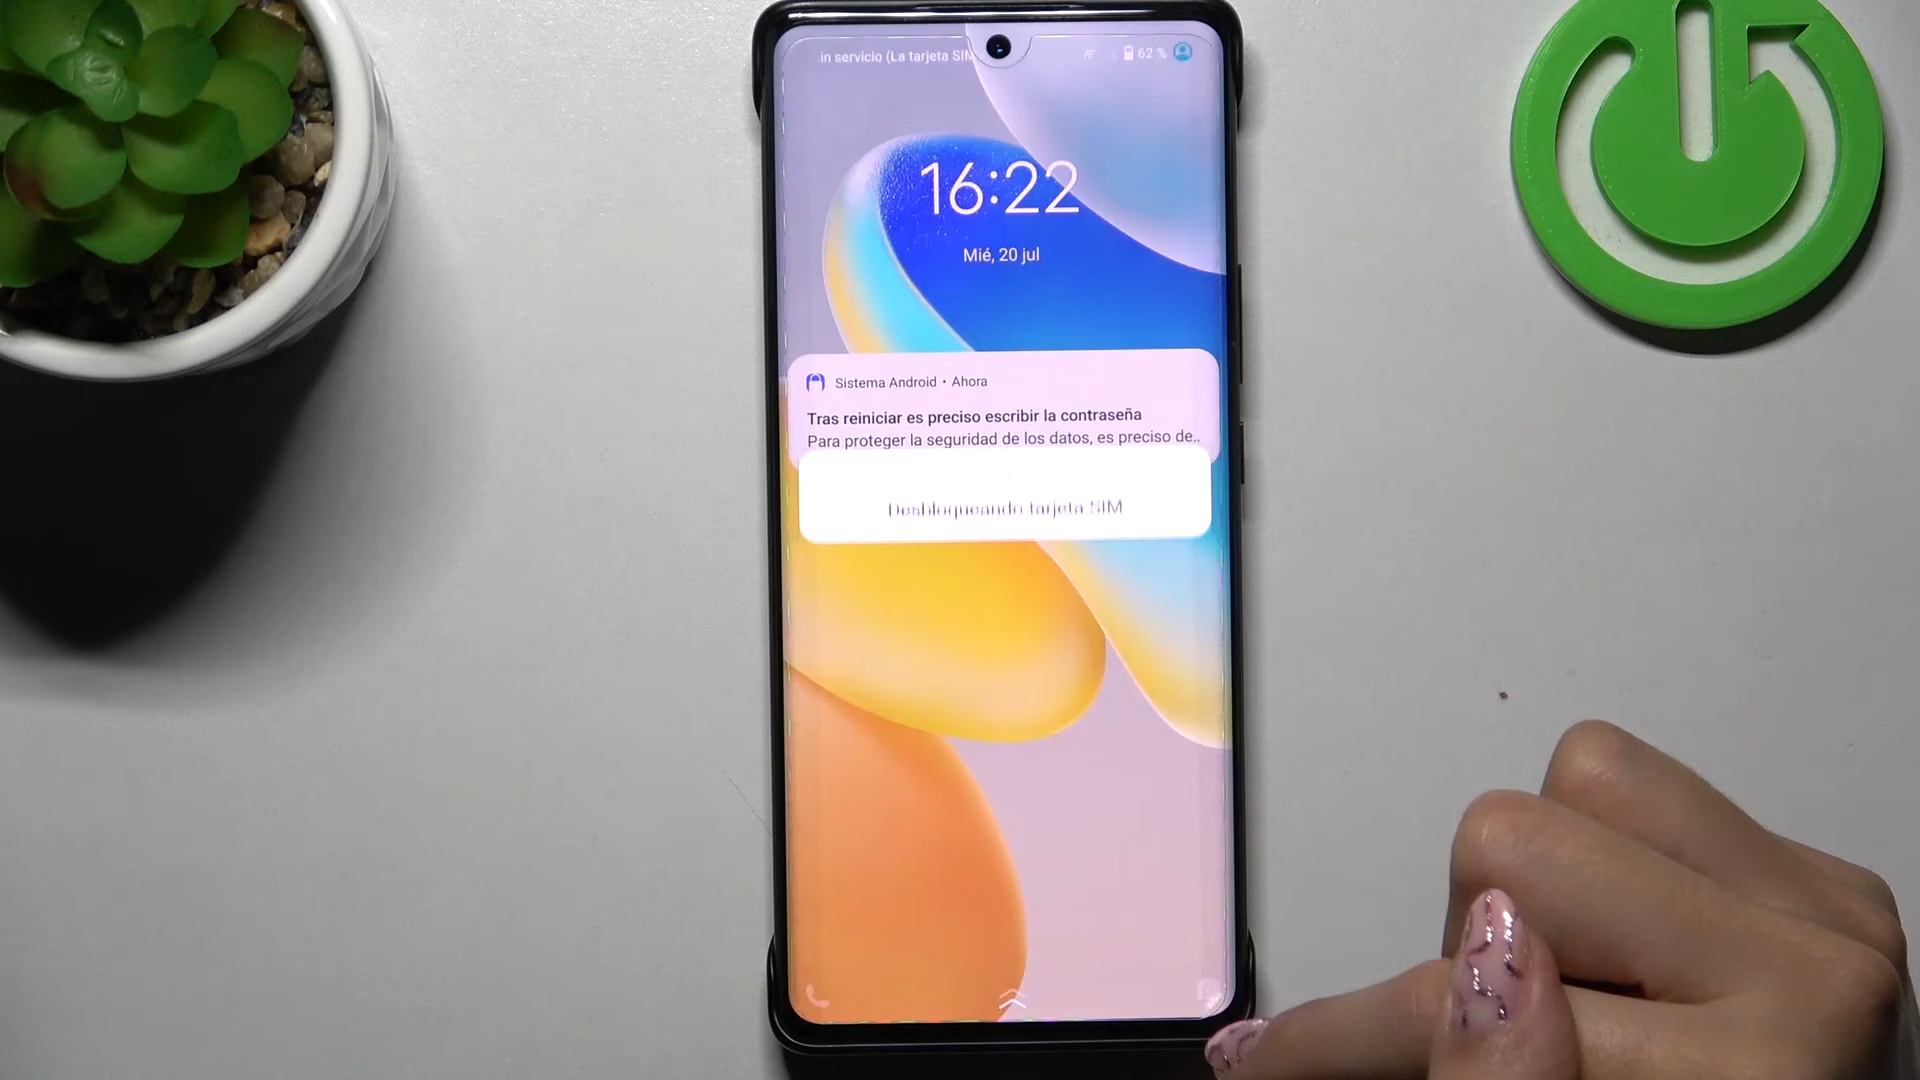 in servicio (La tarjeta SIM
62 %
16:22
Mié, 20 jul
Sistema Android • Ahora
Tras reiniciar es preciso escribir la contraseña
Para proteger la seguridad de los datos, es preciso de..
Desbloqueando tarjeta SIM